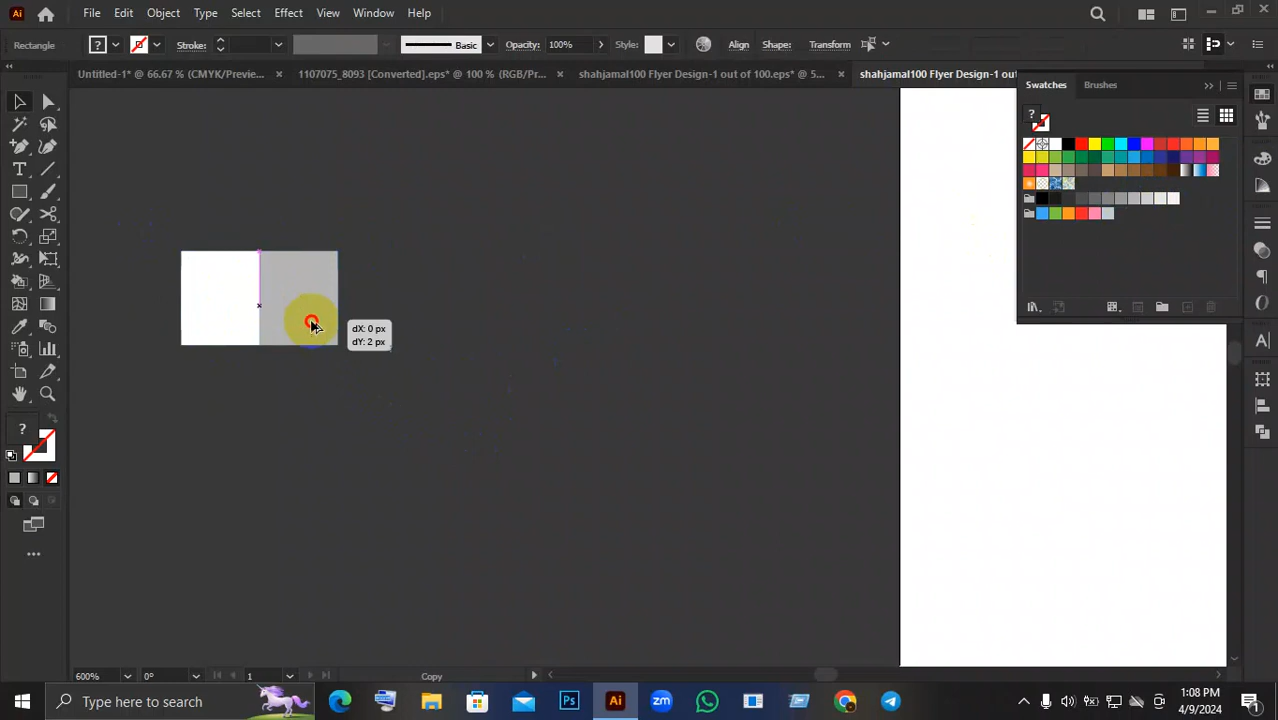 Ai File Edit Object Type Select Effect View Window Help
Rectangle ? Stroke: Basic Opacity: 100% Style: Align Shape: Transform
Untitled-1* @ 66.67 % (CMYK/Previe... × 1107075_8093 [Converted].eps* @ 100 % (RGB/Pr... × shahjamal100 Flyer Design-1 out of 100.eps* @ 5... × shahjamal100 Flyer Design-1 out
Swatches Brushes
?
dX: 0 px
dY: 2 px
?
600% 0° 1 Copy
Type here to search Ps Ai zm 1:08 PM
4/9/2024